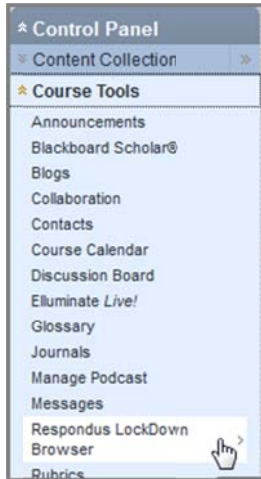 Control Panel
Content Collection
Course Tools
Announcements
Blackboard Scholar®
Blogs
Collaboration
Contacts
Course Calendar
Discussion Board
Elluminate Live!
Glossary
Journals
Manage Podcast
Messages
Respondus LockDown
Browser
Rubrics